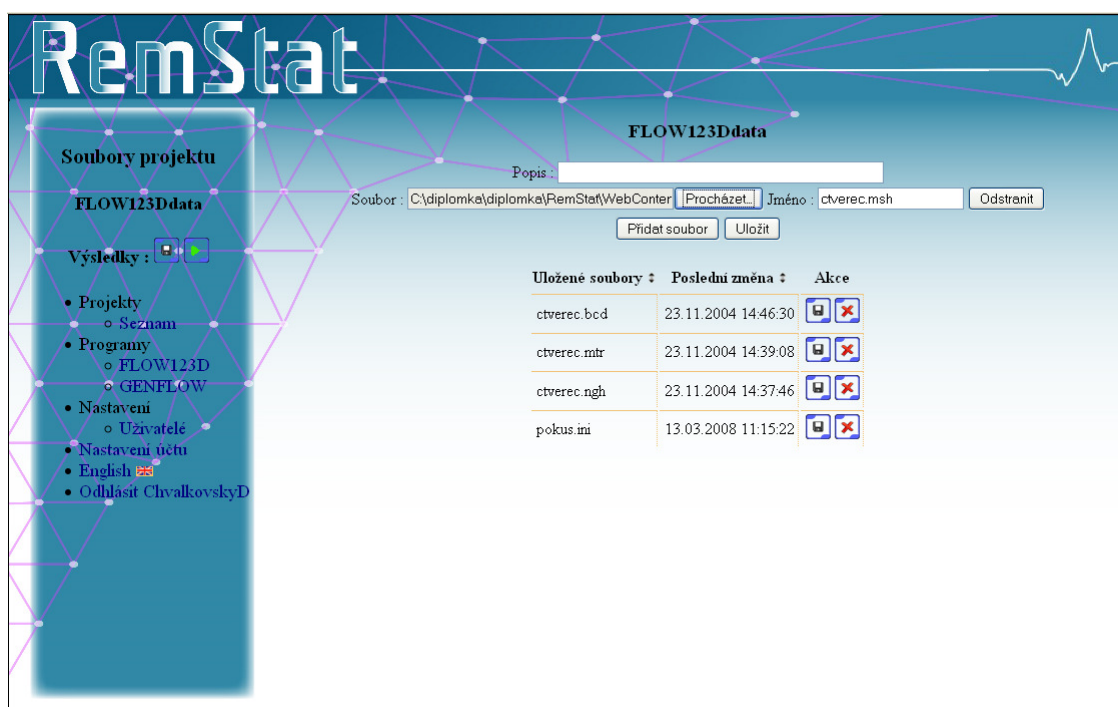 RemStat
Soubory projektu
FLOW123Ddata
Výsledky :
Projekty
Seznam
Programy
FLOW123D
GENFLOW
Nastavení
Uživatelé
Nastavení účtu
English
Odhlásit ChvalkovskyD
FLOW123Ddata
Popis :
Soubor : C:\diplomka\diplomka\RemStat\WebConter Procházet... Jméno : ctverec.msh Odstranit
Přidat soubor Uložit
Uložené soubory Poslední změna Akce
ctverec.bcd 23.11.2004 14:46:30
ctverec.mtr 23.11.2004 14:39:08
ctverec.ngh 23.11.2004 14:37:46
pokus.ini 13.03.2008 11:15:22